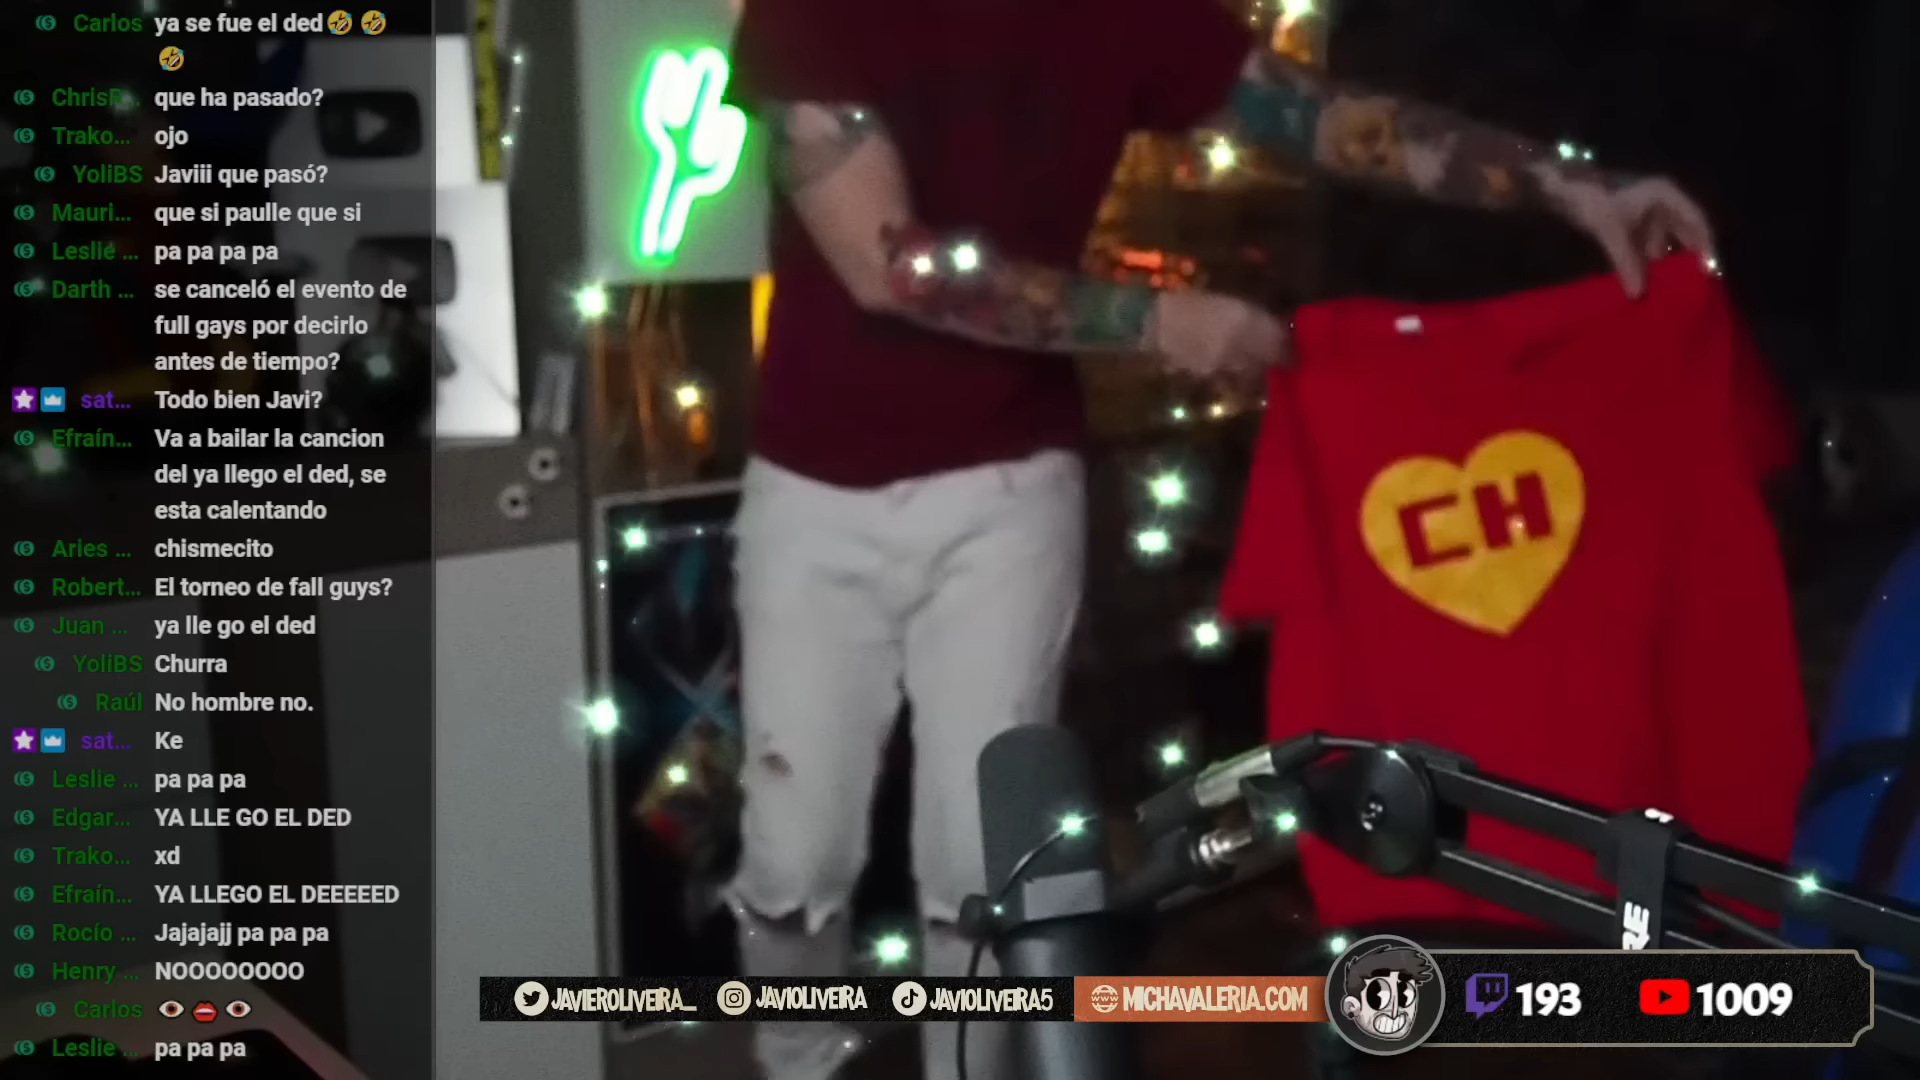 Carlos ya se fue el ded🤣 🤣
🤣
ChrisR... que ha pasado?
Trako... ojo
YoliBS Javiii que pasó?
Mauri... que si paulle que si
Leslie ... pa pa pa pa
Darth ... se canceló el evento de
full gays por decirlo
antes de tiempo?
sat... Todo bien Javi?
Efraín... Va a bailar la cancion
del ya llego el ded, se
esta calentando
Aries ... chismecito
Robert... El torneo de fall guys?
Juan ... ya lle go el ded
YoliBS Churra
Raúl No hombre no.
sat... Ke
Leslie ... pa pa pa
Edgar... YA LLE GO EL DED
Trako... xd
Efraín... YA LLEGO EL DEEEEED
Rocío ... Jajajajj pa pa pa
Henry ... NOOOOOOOO
Carlos 👁️ 👄 👁️
Leslie ... pa pa pa
CH
RE
JAVIEROLIVEIRA_ JAVIOLIVEIRA JAVIOLIVEIRA5 MICHAVALERIA.COM 193 1009